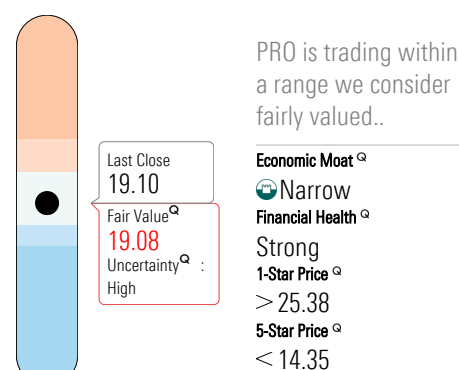 PRO is trading within
a range we consider
fairly valued..
Last Close
19.10
Fair Value Q
19.08
Uncertainty Q :
High
Economic Moat Q
Narrow
Financial Health Q
Strong
1-Star Price Q
> 25.38
5-Star Price Q
< 14.35